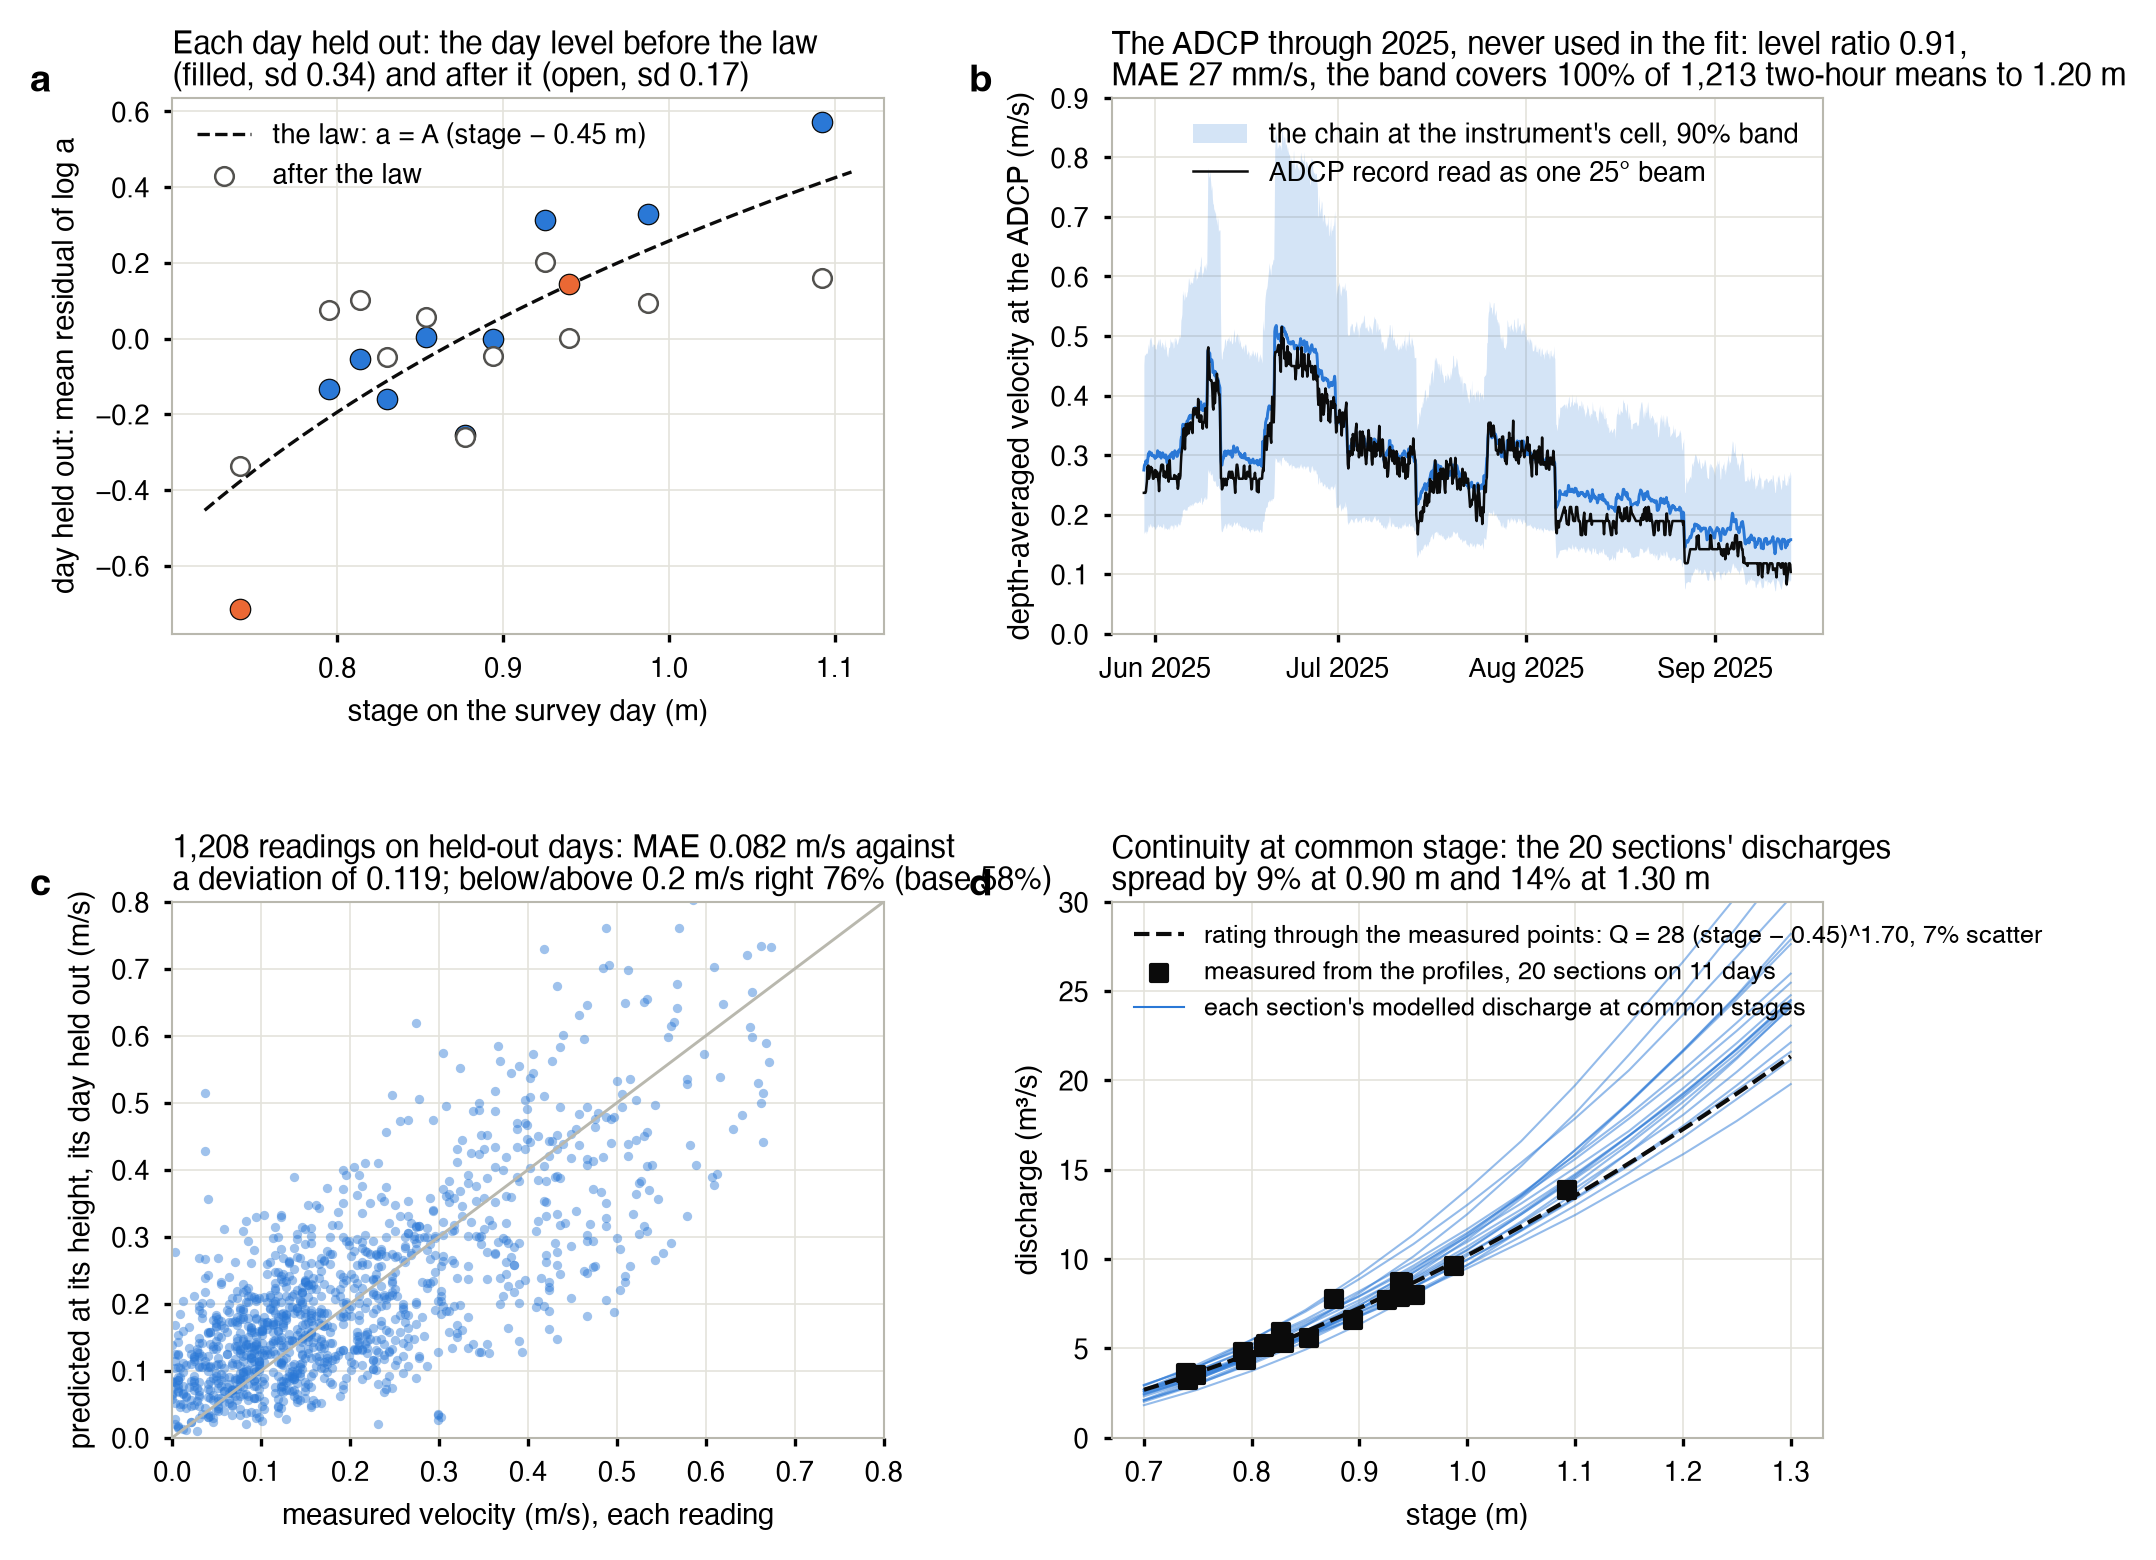 a
Each day held out: the day level before the law
(filled, sd 0.34) and after it (open, sd 0.17)
the law: a = A (stage − 0.45 m)
after the law
day held out: mean residual of log a
0.6
0.4
0.2
0.0
−0.2
−0.4
−0.6
0.8 0.9 1.0 1.1
stage on the survey day (m)
b
The ADCP through 2025, never used in the fit: level ratio 0.91,
MAE 27 mm/s, the band covers 100% of 1,213 two-hour means to 1.20 m
the chain at the instrument's cell, 90% band
ADCP record read as one 25° beam
depth-averaged velocity at the ADCP (m/s)
0.9
0.8
0.7
0.6
0.5
0.4
0.3
0.2
0.1
0.0
Jun 2025 Jul 2025 Aug 2025 Sep 2025
c
1,208 readings on held-out days: MAE 0.082 m/s against
a deviation of 0.119; below/above 0.2 m/s right 76% (base 58%)
predicted at its height, its day held out (m/s)
0.8
0.7
0.6
0.5
0.4
0.3
0.2
0.1
0.0
0.0 0.1 0.2 0.3 0.4 0.5 0.6 0.7 0.8
measured velocity (m/s), each reading
d
Continuity at common stage: the 20 sections' discharges
spread by 9% at 0.90 m and 14% at 1.30 m
rating through the measured points: Q = 28 (stage − 0.45)^1.70, 7% scatter
measured from the profiles, 20 sections on 11 days
each section's modelled discharge at common stages
discharge (m³/s)
30
25
20
15
10
5
0
0.7 0.8 0.9 1.0 1.1 1.2 1.3
stage (m)